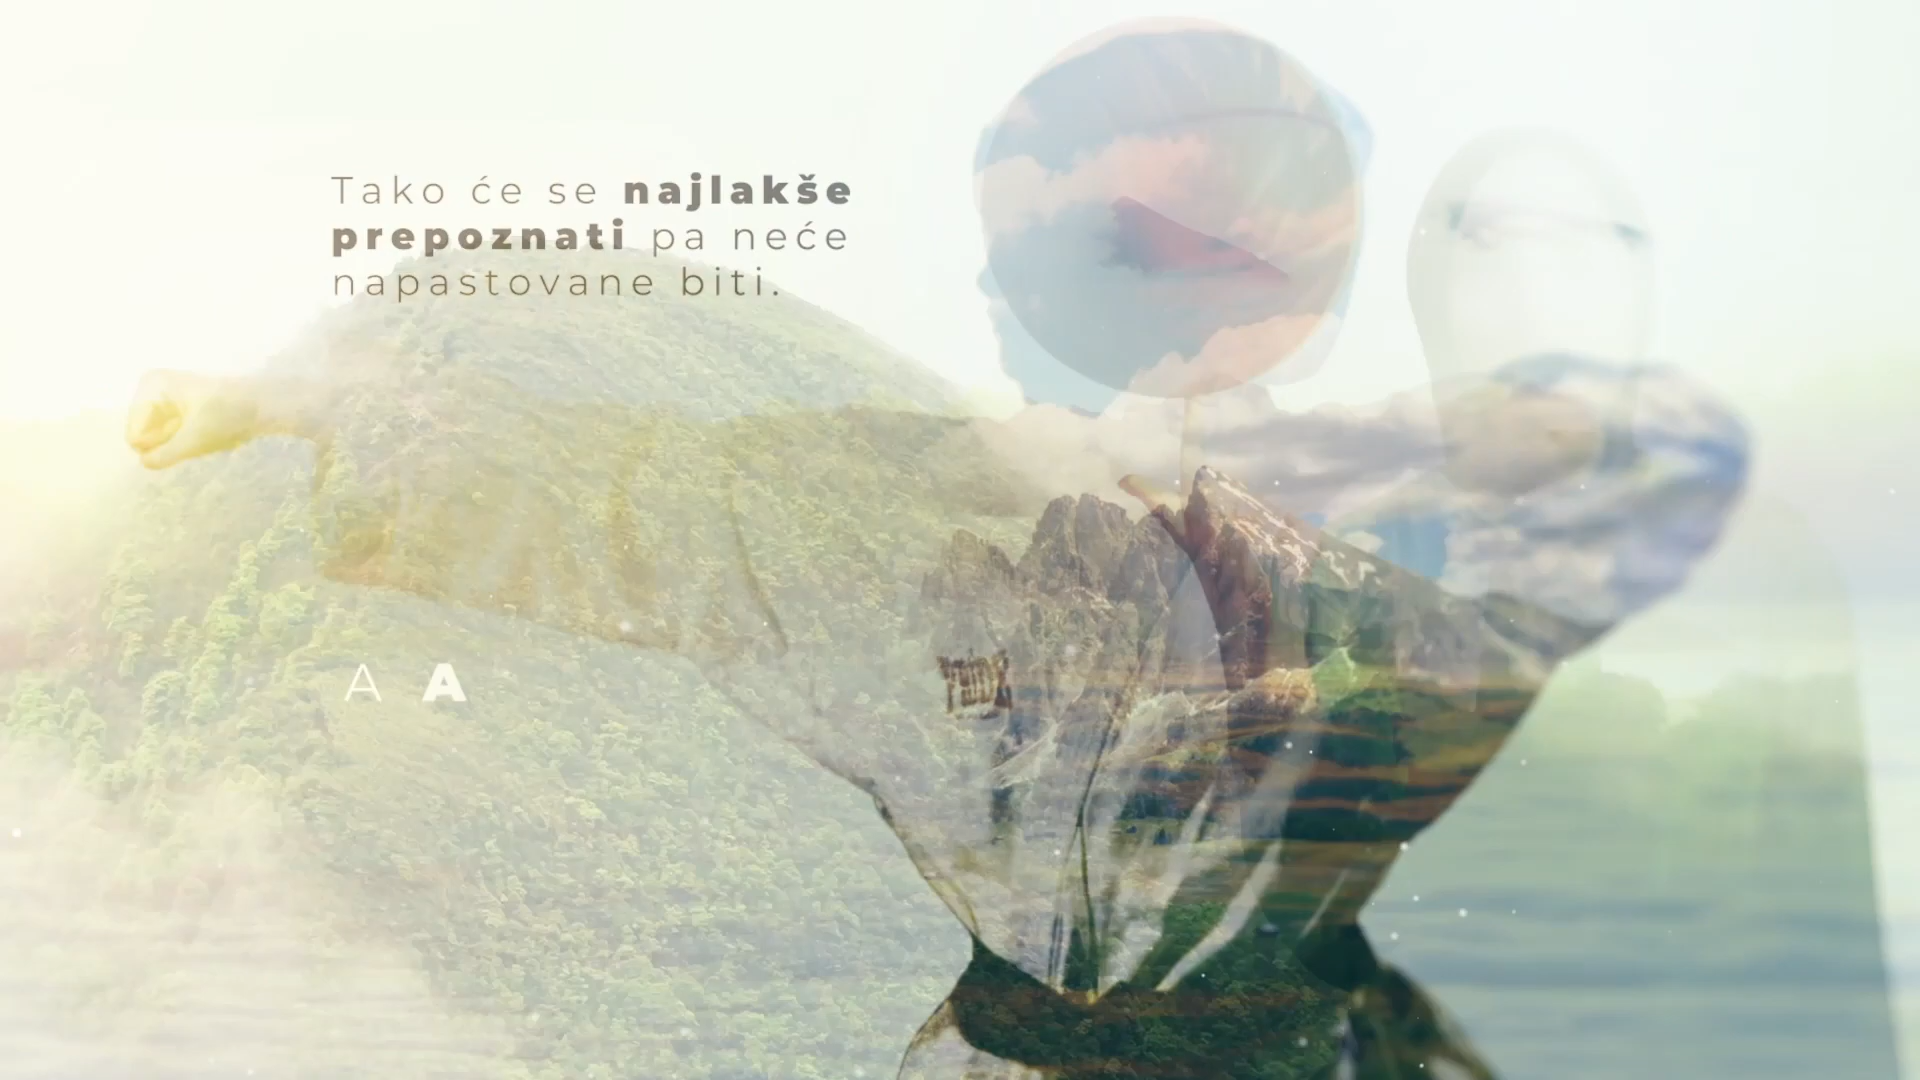 Tako će se najlakše
prepoznati pa neće
napastovane biti.
A A